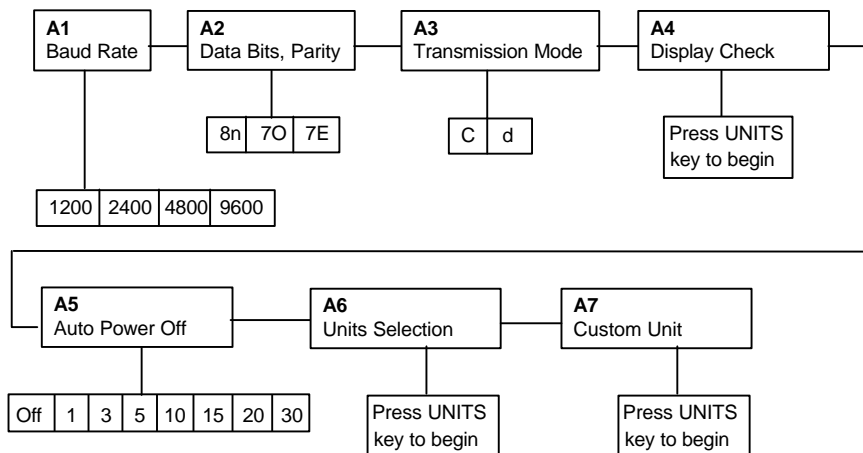 A1
Baud Rate
A2
Data Bits, Parity
A3
Transmission Mode
A4
Display Check
8n 7O 7E
C d
Press UNITS
key to begin
1200 2400 4800 9600
A5
Auto Power Off
A6
Units Selection
A7
Custom Unit
Off 1 3 5 10 15 20 30
Press UNITS
key to begin
Press UNITS
key to begin